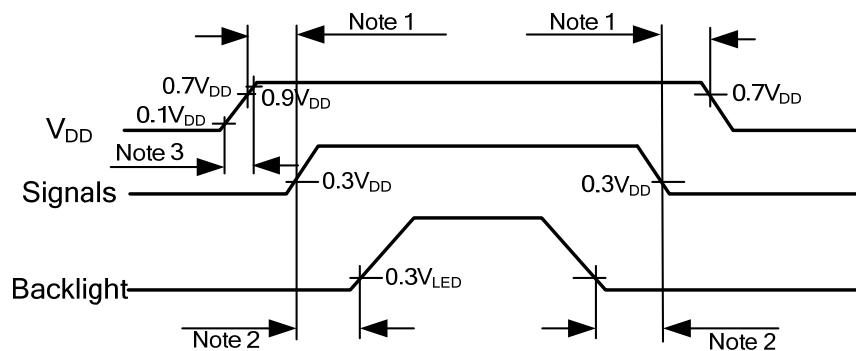 Note 1
Note 1
0.7VDD
0.9VDD
0.7VDD
0.1VDD
VDD
Note 3
Signals
0.3VDD
0.3VDD
Backlight
0.3VLED
Note 2
Note 2